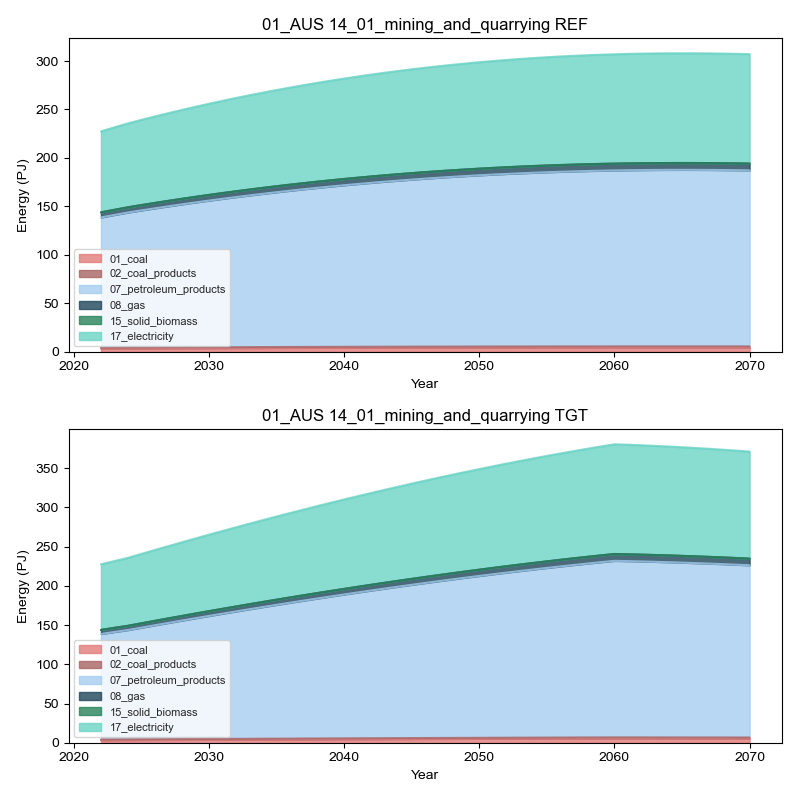 01_AUS 14_01_mining_and_quarrying REF
300
250
200
150
100
50
0
Energy (PJ)
01_coal
02_coal_products
07_petroleum_products
08_gas
15_solid_biomass
17_electricity
2020 2030 2040 2050 2060 2070
Year
01_AUS 14_01_mining_and_quarrying TGT
350
300
250
200
150
100
50
0
Energy (PJ)
01_coal
02_coal_products
07_petroleum_products
08_gas
15_solid_biomass
17_electricity
2020 2030 2040 2050 2060 2070
Year